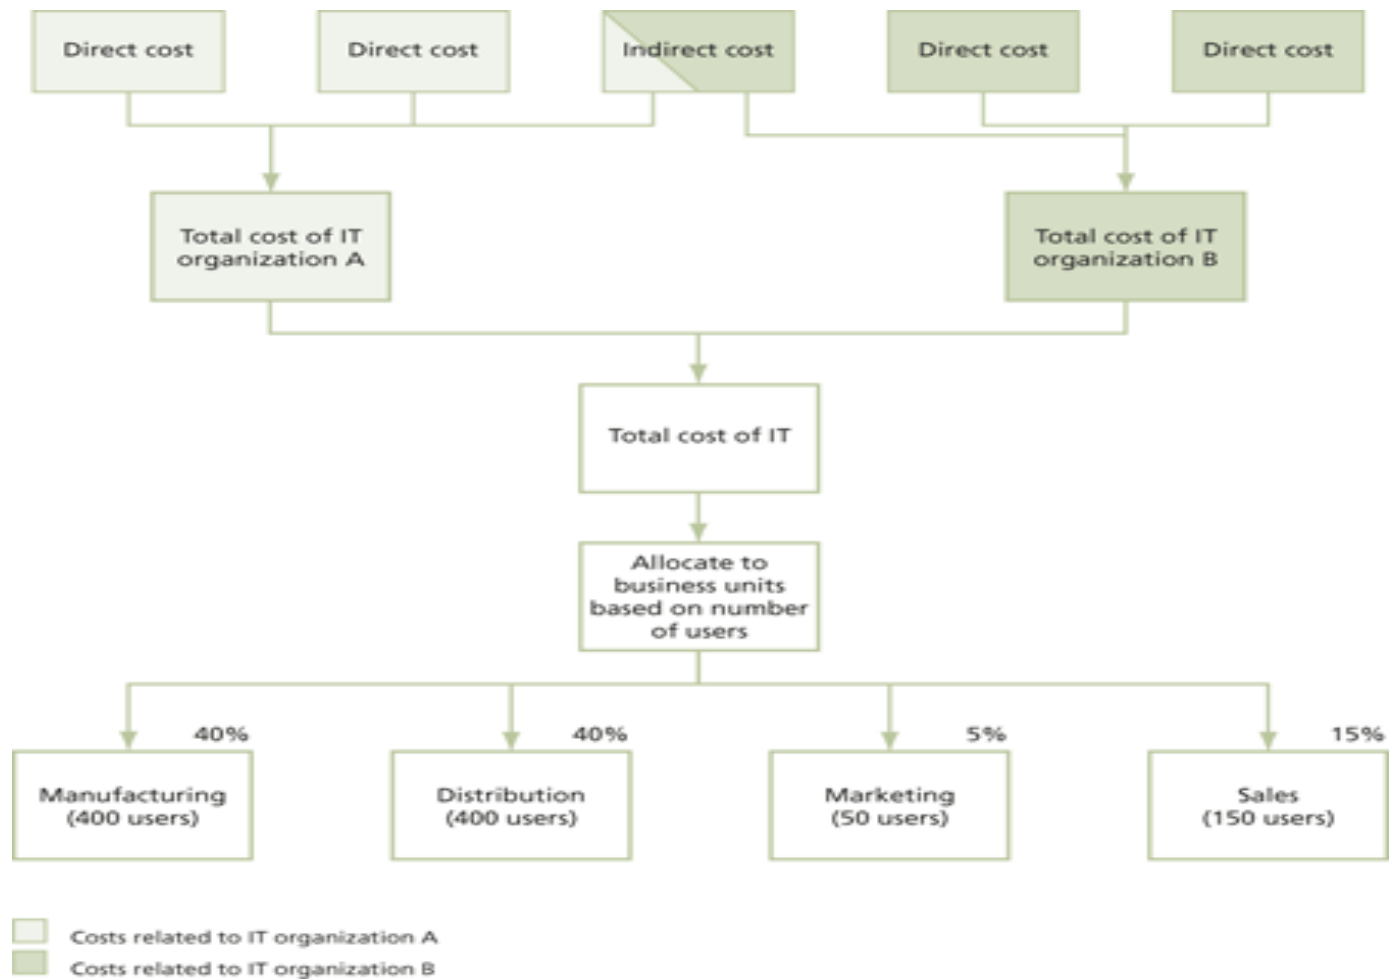 Direct cost
Direct cost
Indirect cost
Direct cost
Direct cost
Total cost of IT
organization A
Total cost of IT
organization B
Total cost of IT
Allocate to
business units
based on number
of users
40%
40%
5%
15%
Manufacturing
(400 users)
Distribution
(400 users)
Marketing
(50 users)
Sales
(150 users)
Costs related to IT organization A
Costs related to IT organization B